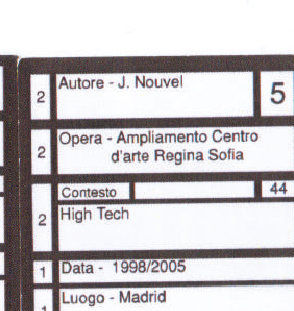 2 Autore - J. Nouvel 5
2 Opera - Ampliamento Centro
d'arte Regina Sofia
Contesto 44
2 High Tech
1 Data - 1998/2005
1 Luogo - Madrid